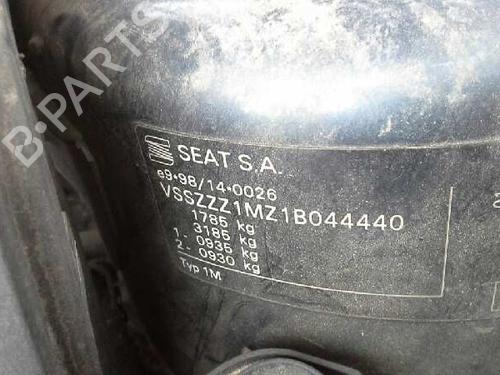 B-PARTS
SEAT S.A.
e9*98/14*0026
VSSZZZ1MZ1B044440
1785 kg
3185 kg
1- 0935 kg
2- 0930 kg
Typ 1M